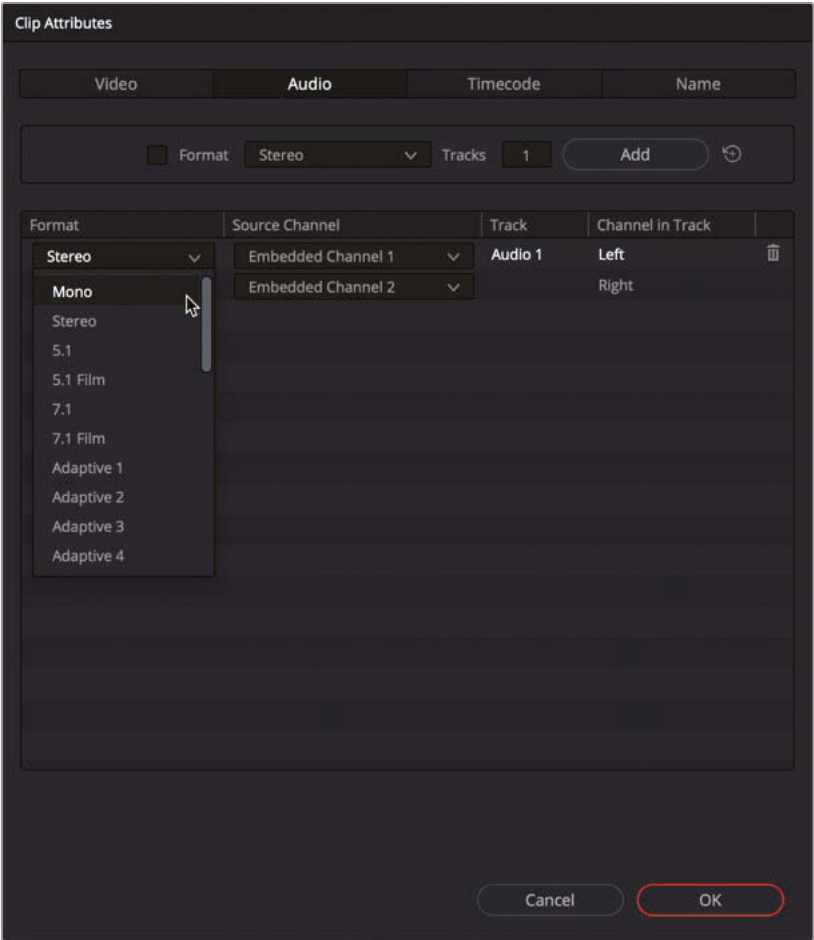 Clip Attributes
Video Audio Timecode Name
Format Stereo Tracks 1 Add
Format Source Channel Track Channel in Track
Stereo Embedded Channel 1 Audio 1 Left
Mono Embedded Channel 2 Right
Stereo
5.1
5.1 Film
7.1
7.1 Film
Adaptive 1
Adaptive 2
Adaptive 3
Adaptive 4
Cancel OK